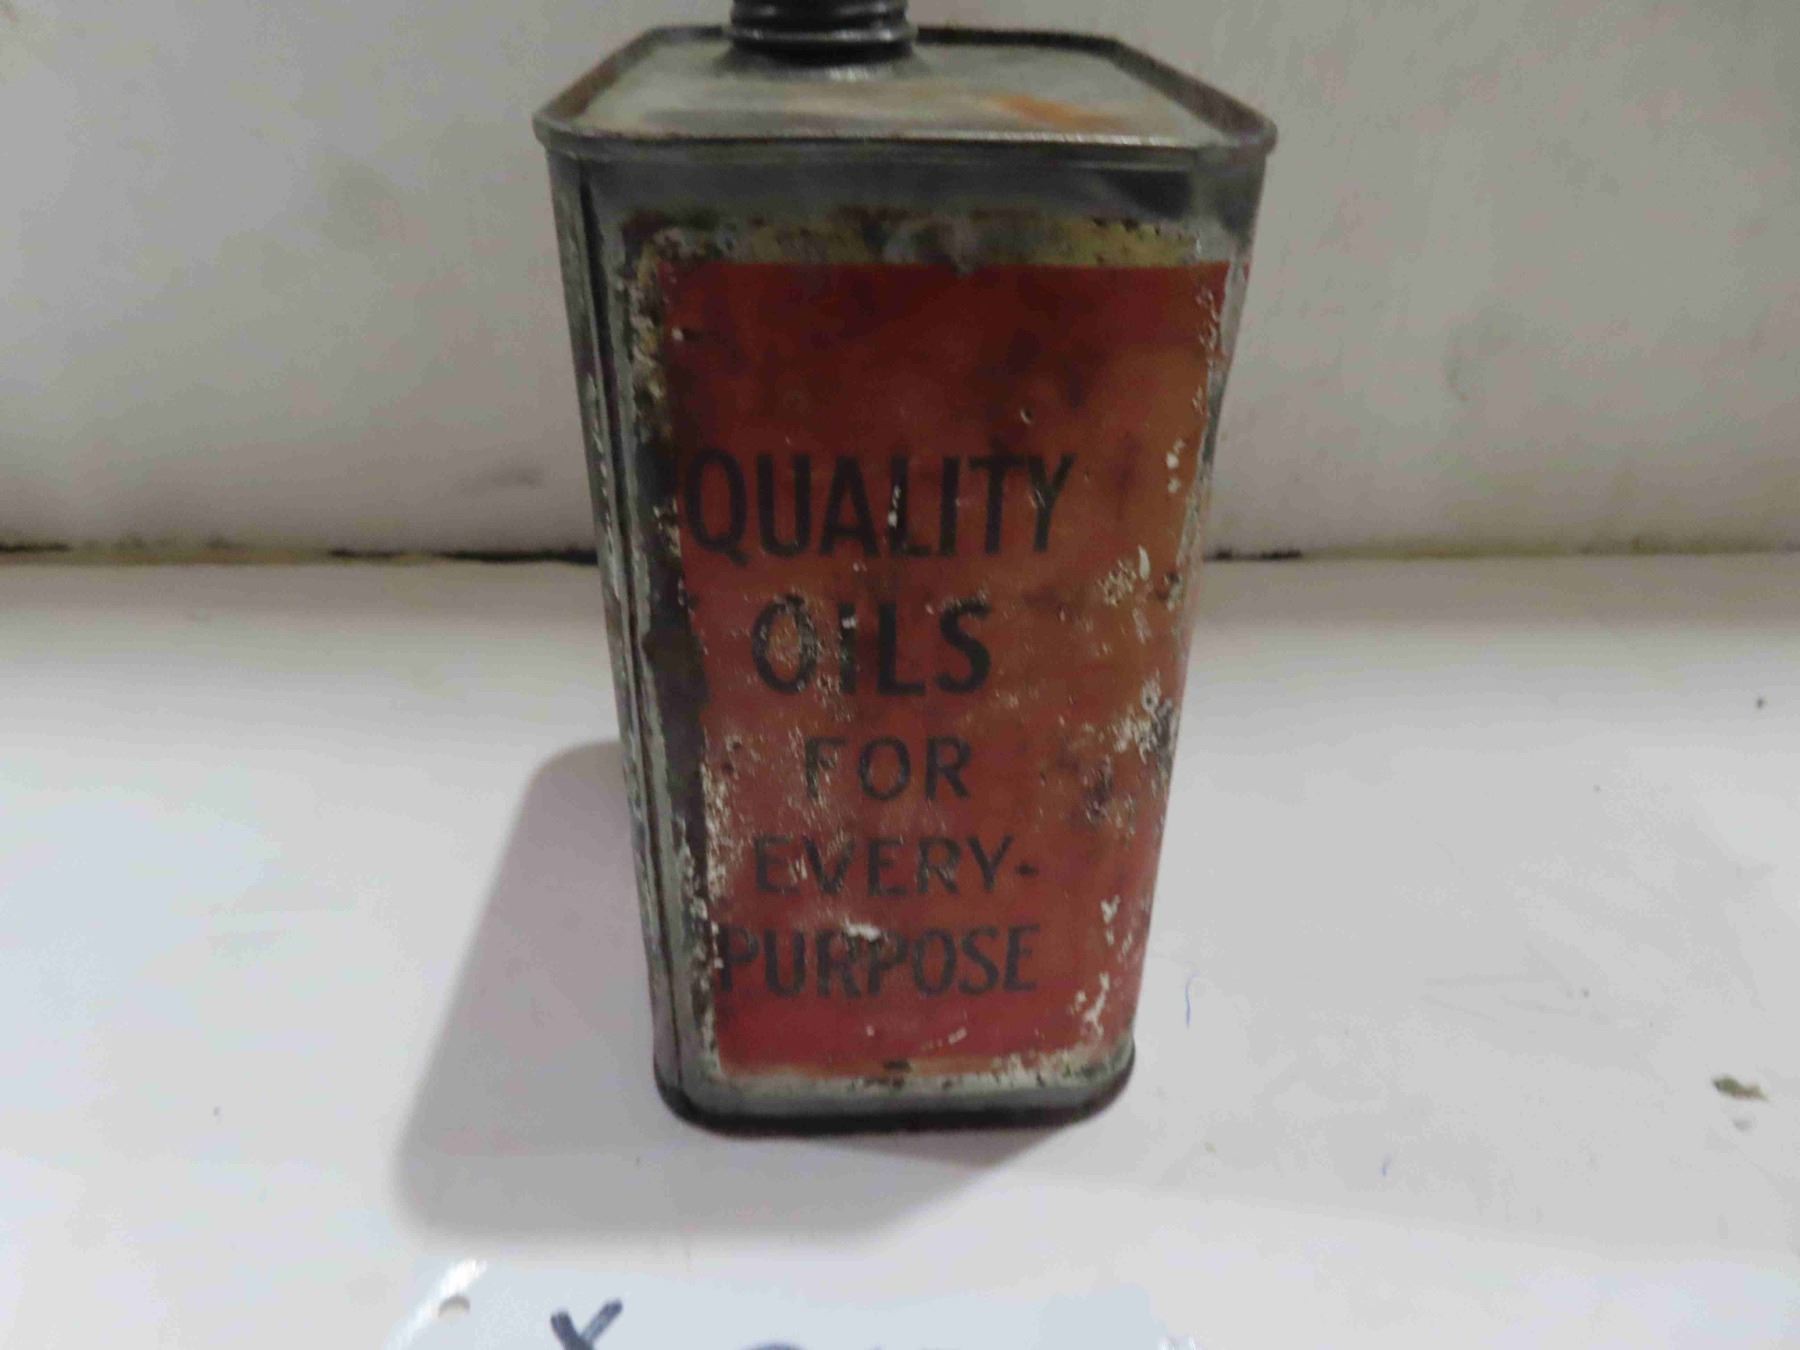 QUALITY
OILS
FOR
EVERY-
PURPOSE